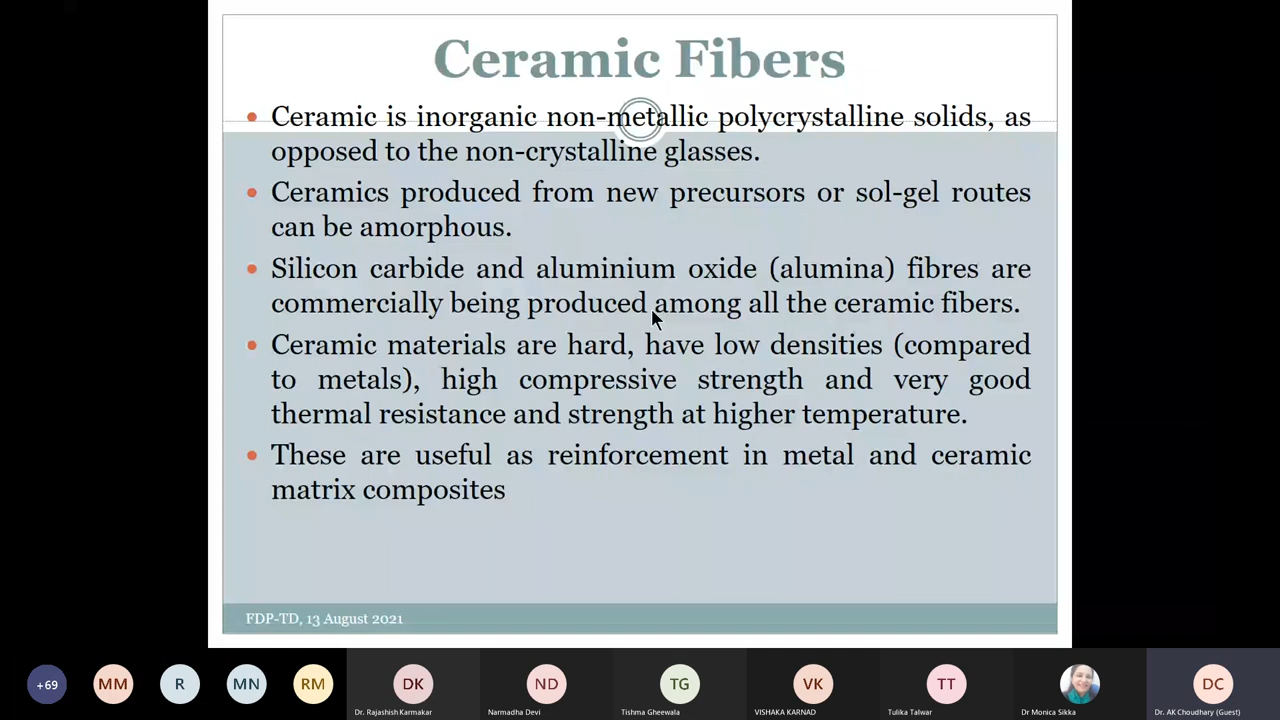 Ceramic Fibers
• Ceramic is inorganic non-metallic polycrystalline solids, as
opposed to the non-crystalline glasses.
• Ceramics produced from new precursors or sol-gel routes
can be amorphous.
• Silicon carbide and aluminium oxide (alumina) fibres are
commercially being produced among all the ceramic fibers.
• Ceramic materials are hard, have low densities (compared
to metals), high compressive strength and very good
thermal resistance and strength at higher temperature.
• These are useful as reinforcement in metal and ceramic
matrix composites
FDP-TD, 13 August 2021
+69 MM R MN RM DK ND TG VK TT DC
Dr. Rajashish Karmakar Narmadha Devi Tishma Gheewala VISHAKA KARNAD Tulika Talwar Dr Monica Sikka Dr. AK Choudhary (Guest)